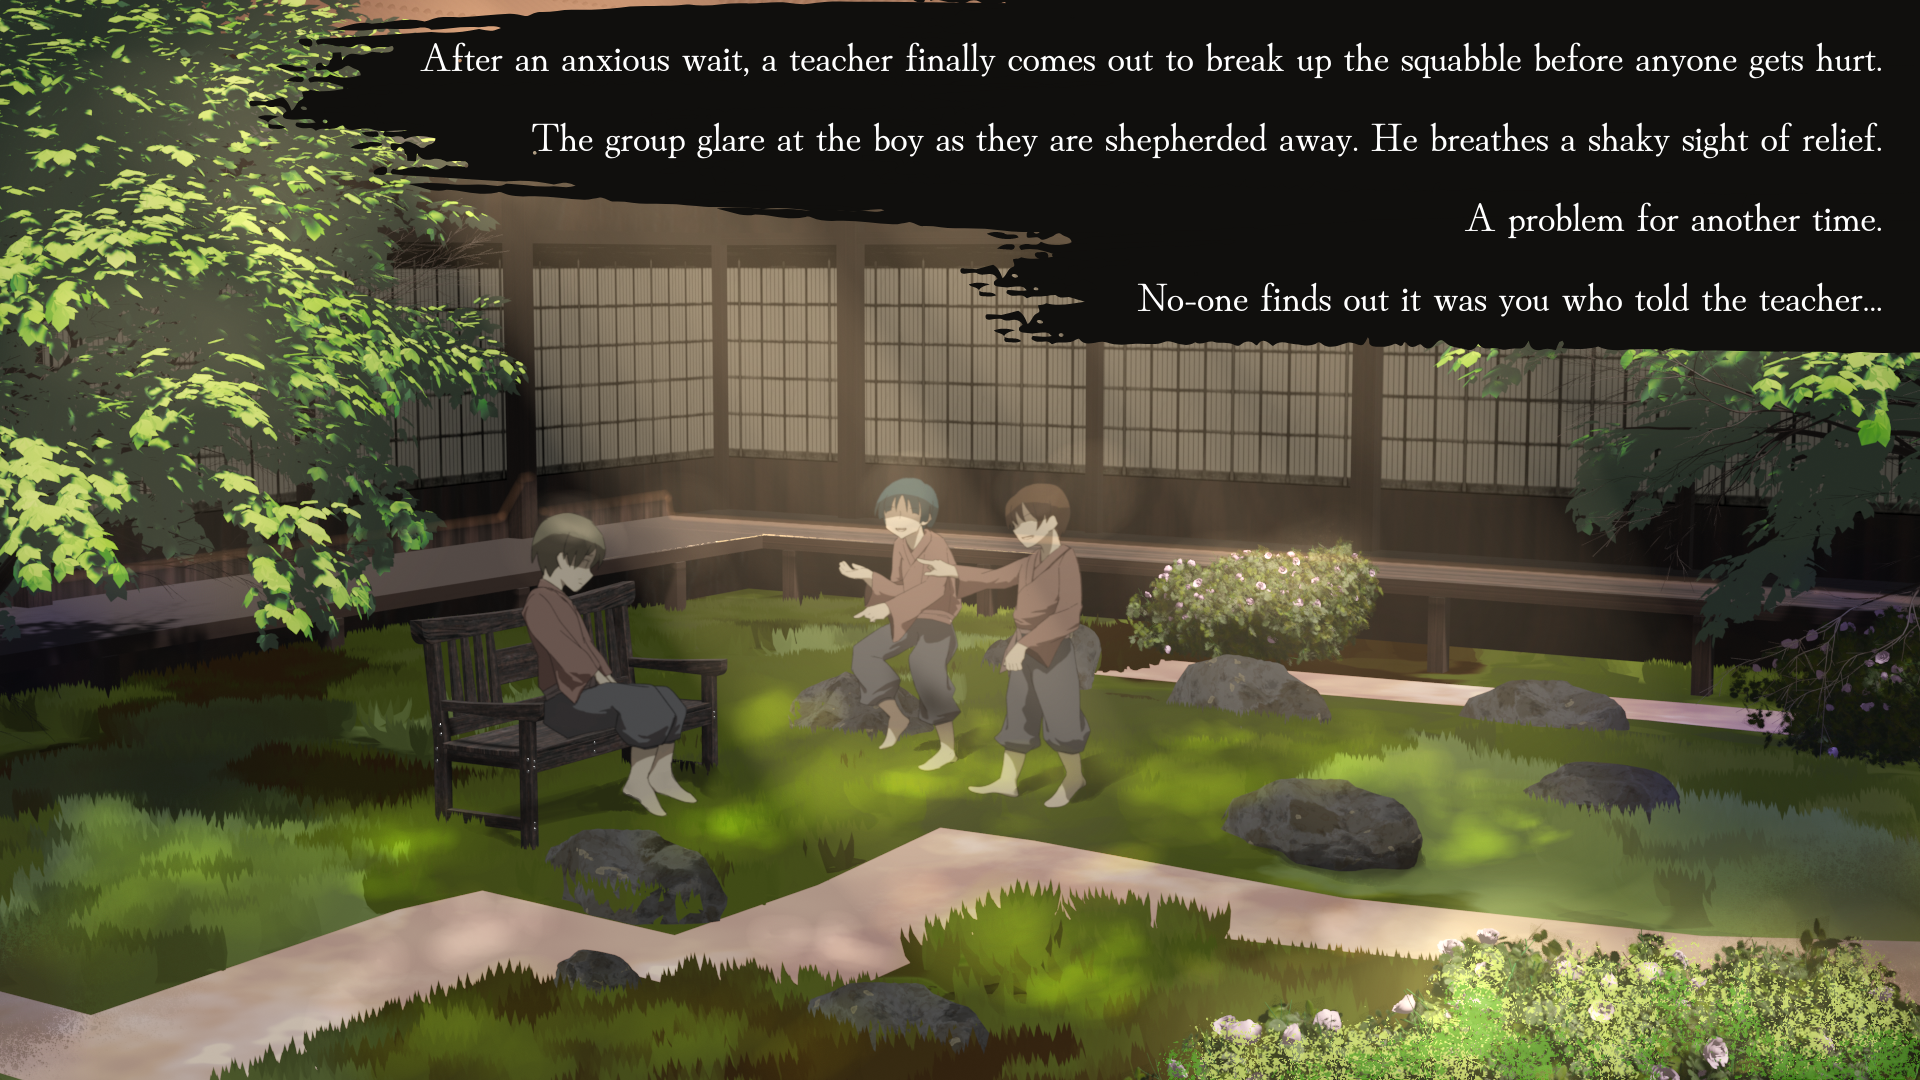 After an anxious wait, a teacher finally comes out to break up the squabble before anyone gets hurt.
The group glare at the boy as they are shepherded away. He breathes a shaky sight of relief.
A problem for another time.
No-one finds out it was you who told the teacher...